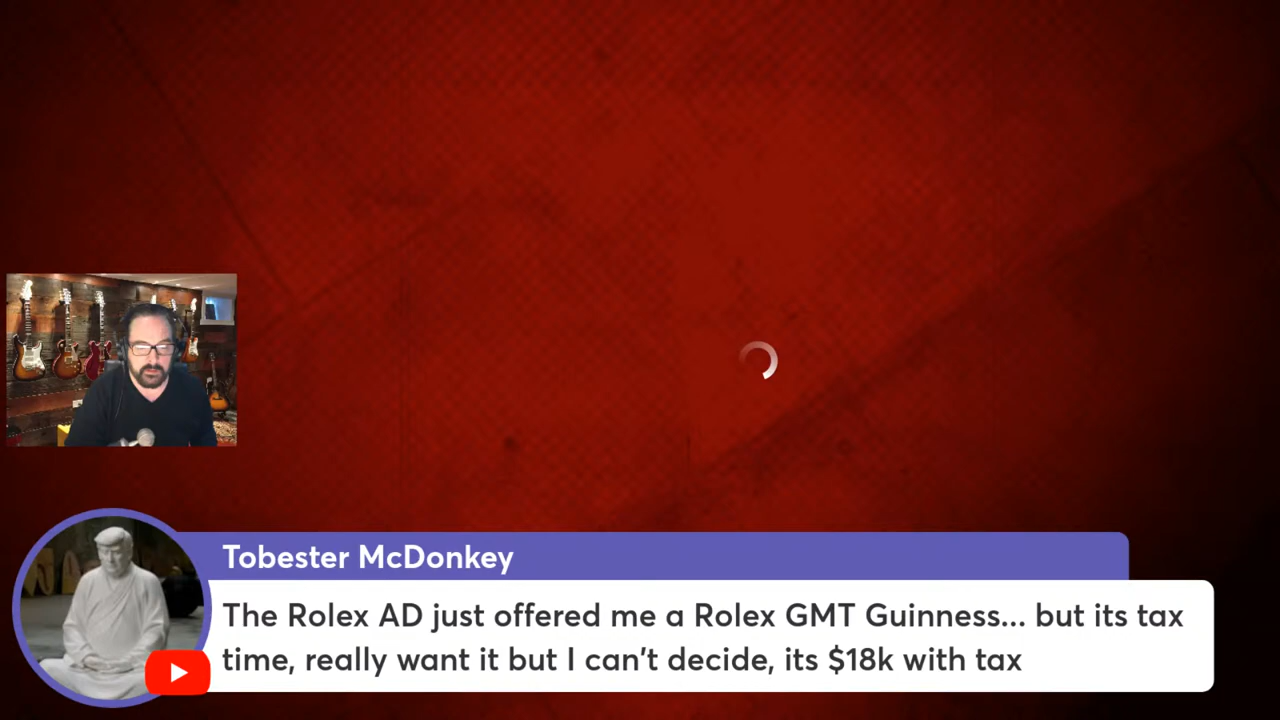 Tobester McDonkey
The Rolex AD just offered me a Rolex GMT Guinness... but its tax
time, really want it but I can't decide, its $18k with tax